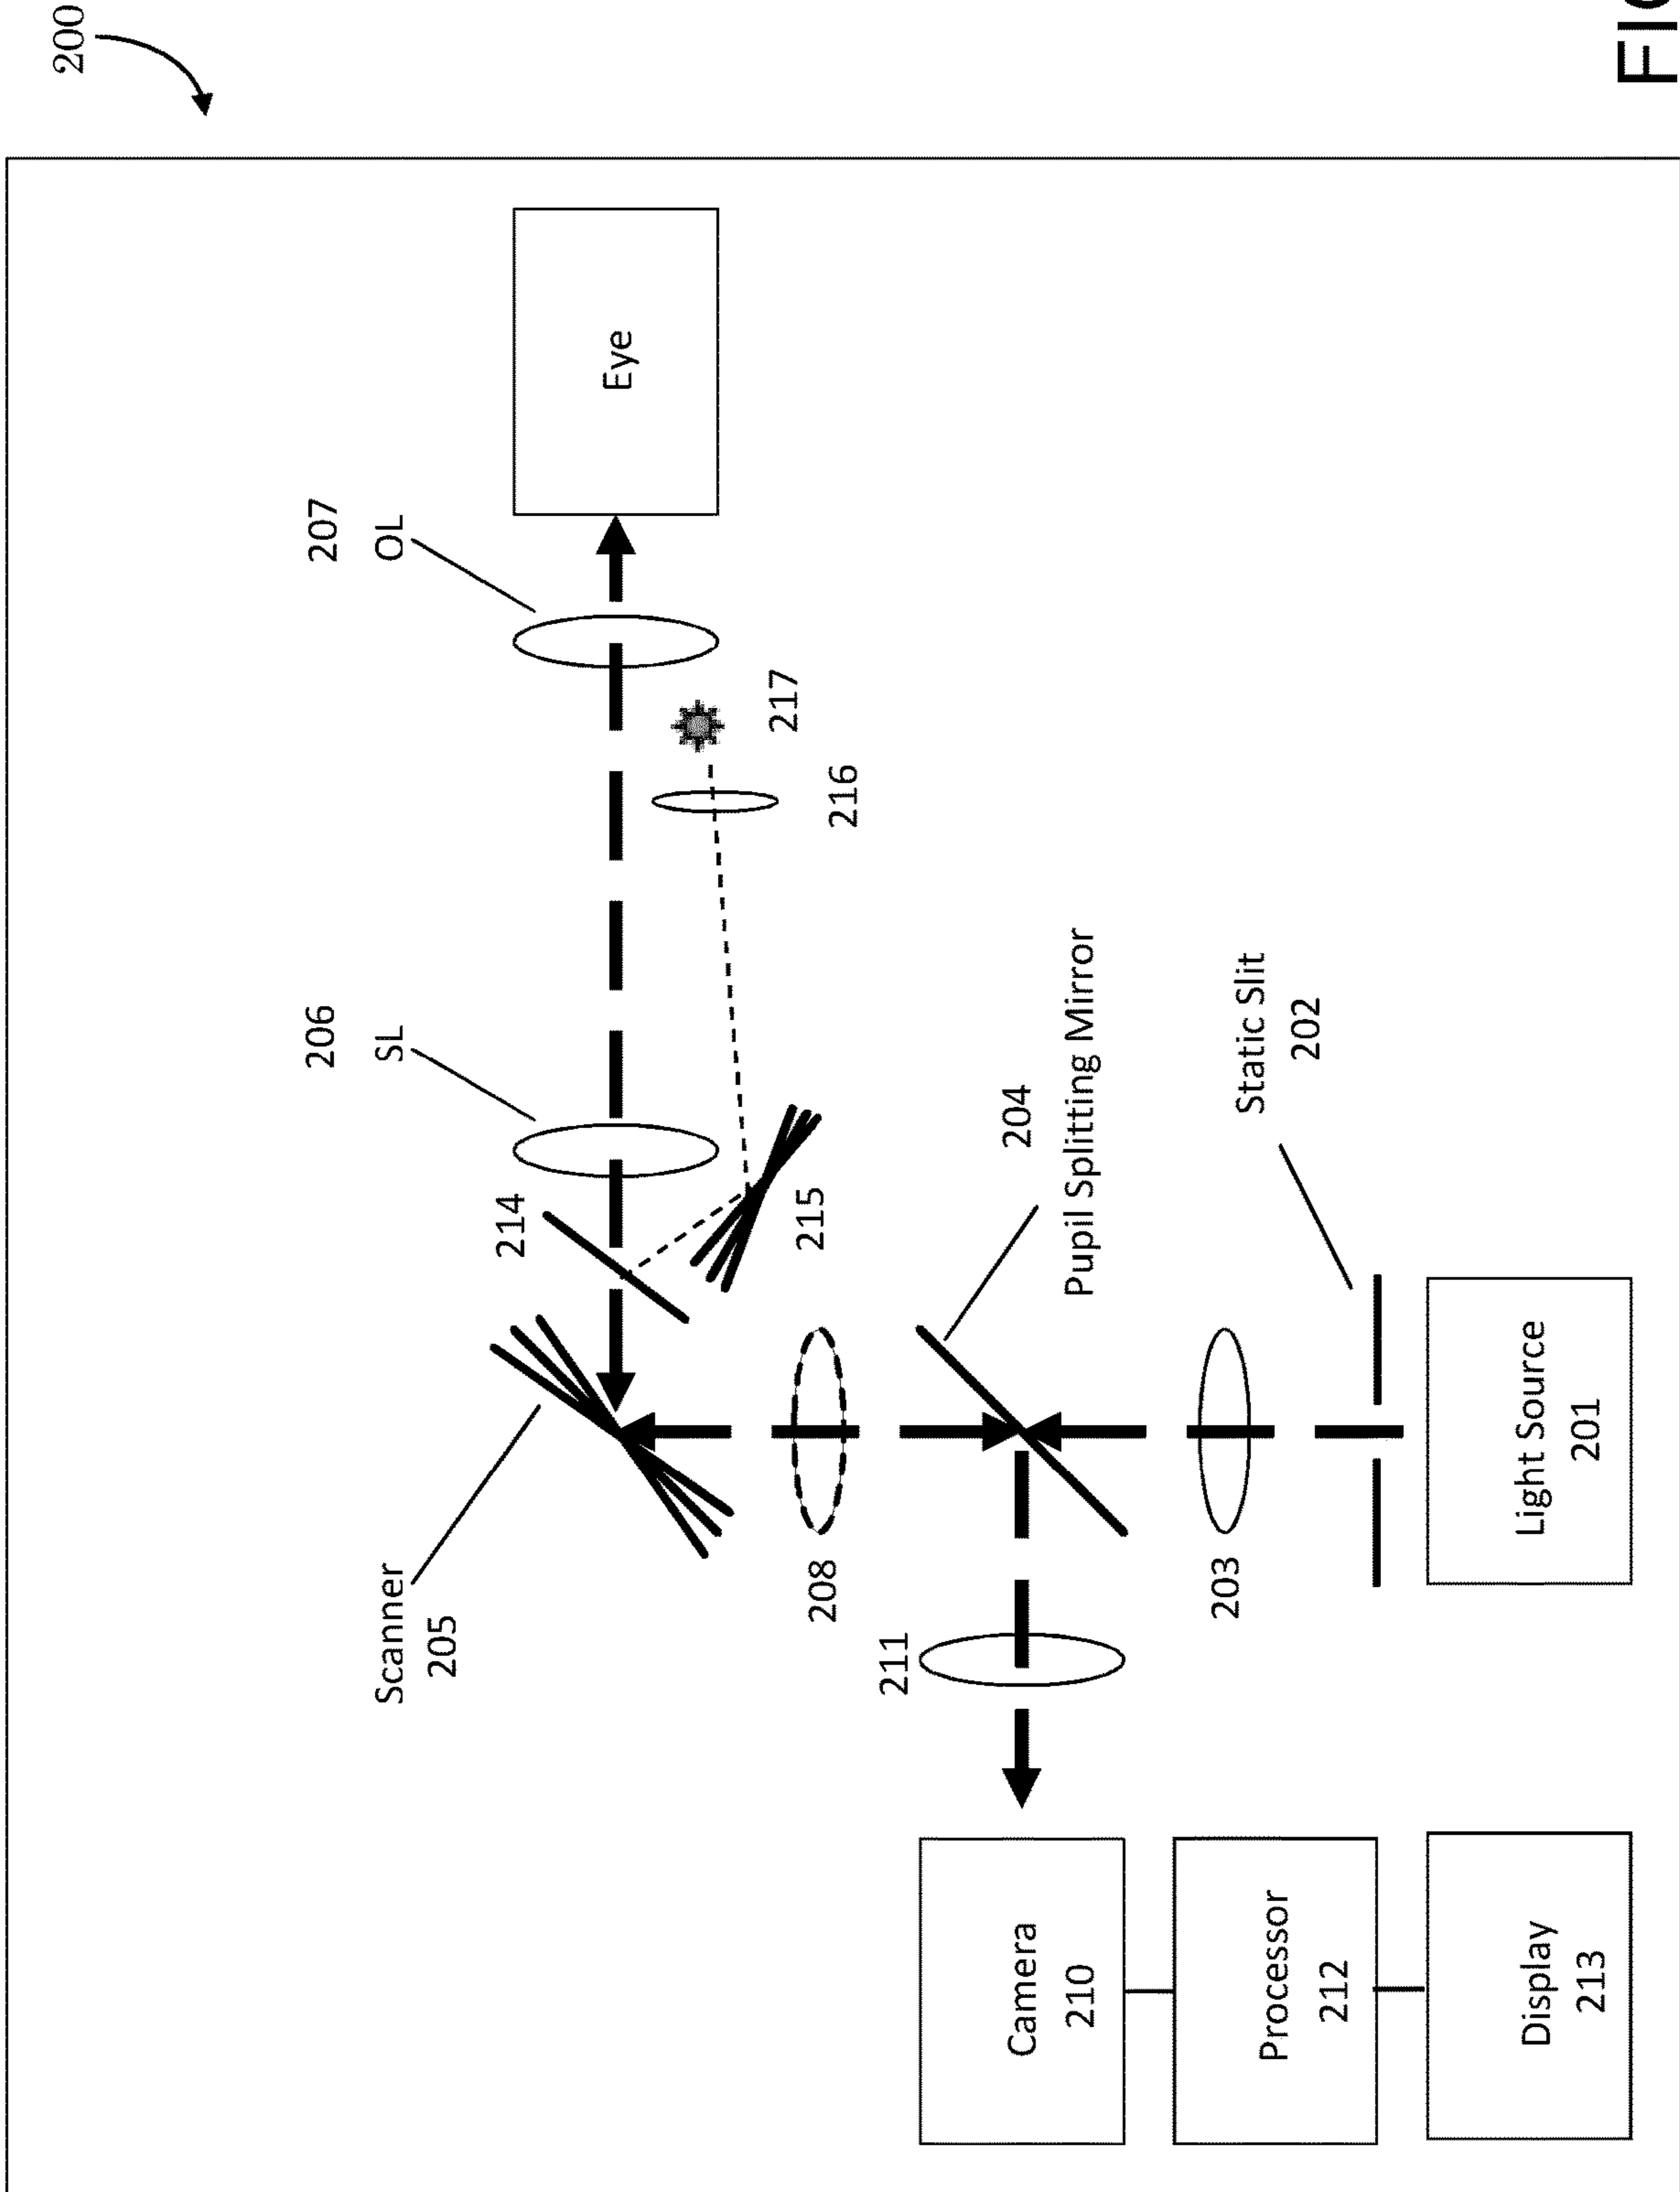 200
206
SL
207
OL
Scanner
205
214
Eye
217
215
208
216
211
Camera
210
204
Pupil Splitting Mirror
203
Static Slit
202
Processor
212
Light Source
201
Display
213